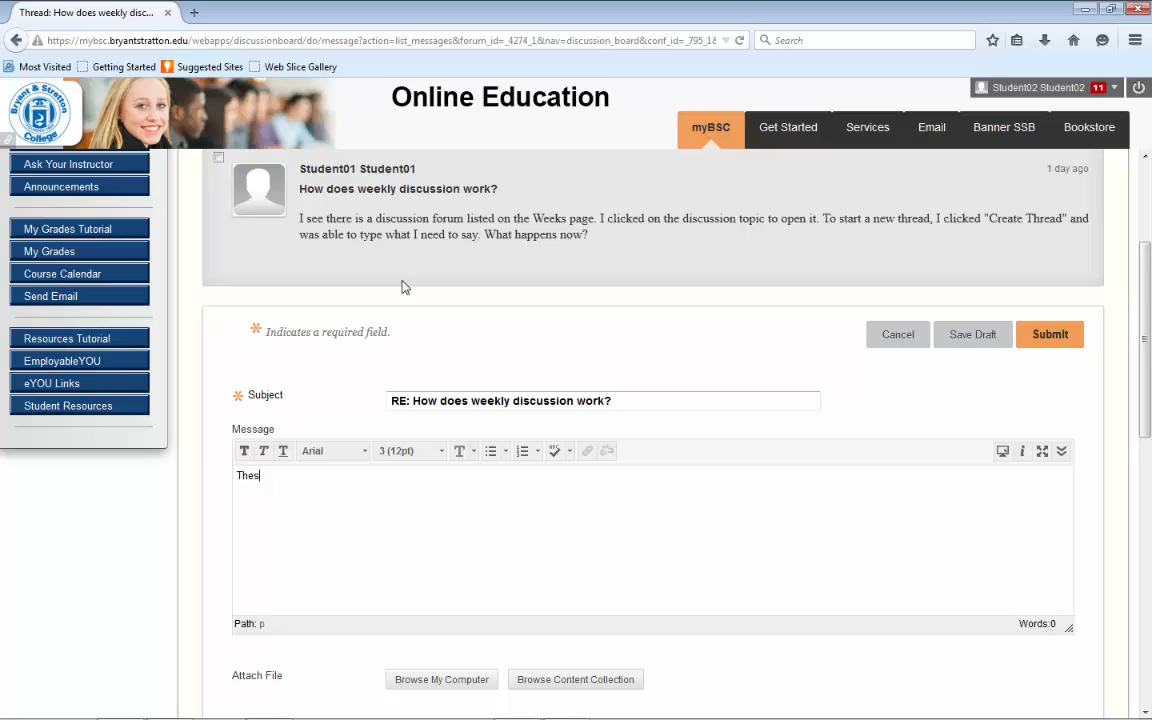 Thread: How does weekly disc...
https://mybsc.bryantstratton.edu/webapps/discussionboard/do/message?action=list_messages&forum_id=_4274_1&nav=discussion_board&conf_id=_795_1&
Search
Most Visited
Getting Started
Suggested Sites
Web Slice Gallery
BRYANT & STRATTON
COLLEGE
Online Education
Student02 Student02 11
myBSC
Get Started
Services
Email
Banner SSB
Bookstore
Ask Your Instructor
Announcements
My Grades Tutorial
My Grades
Course Calendar
Send Email
Resources Tutorial
EmployableYOU
eYOU Links
Student Resources
Student01 Student01
1 day ago
How does weekly discussion work?
I see there is a discussion forum listed on the Weeks page. I clicked on the discussion topic to open it. To start a new thread, I clicked "Create Thread" and
was able to type what I need to say. What happens now?
Indicates a required field.
Cancel
Save Draft
Submit
Subject
RE: How does weekly discussion work?
Message
T T T Arial 3 (12pt) T
Thes
Path: p
Words:0
Attach File
Browse My Computer
Browse Content Collection